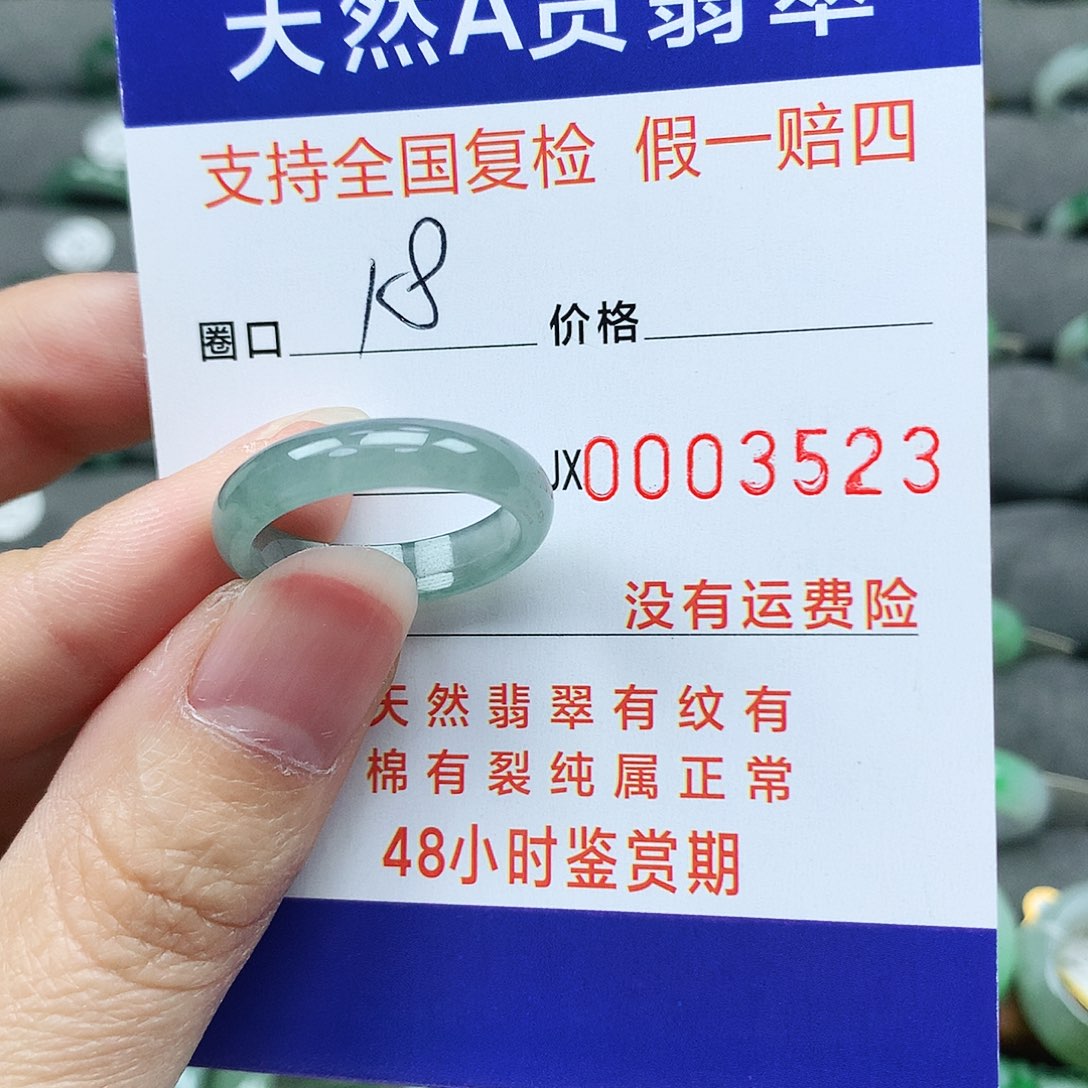 天然A货翡翠
支持全国复检 假一赔四
圈口 18 价格
JX0003523
没有运费险
天然翡翠有纹有
棉有裂纯属正常
48小时鉴赏期